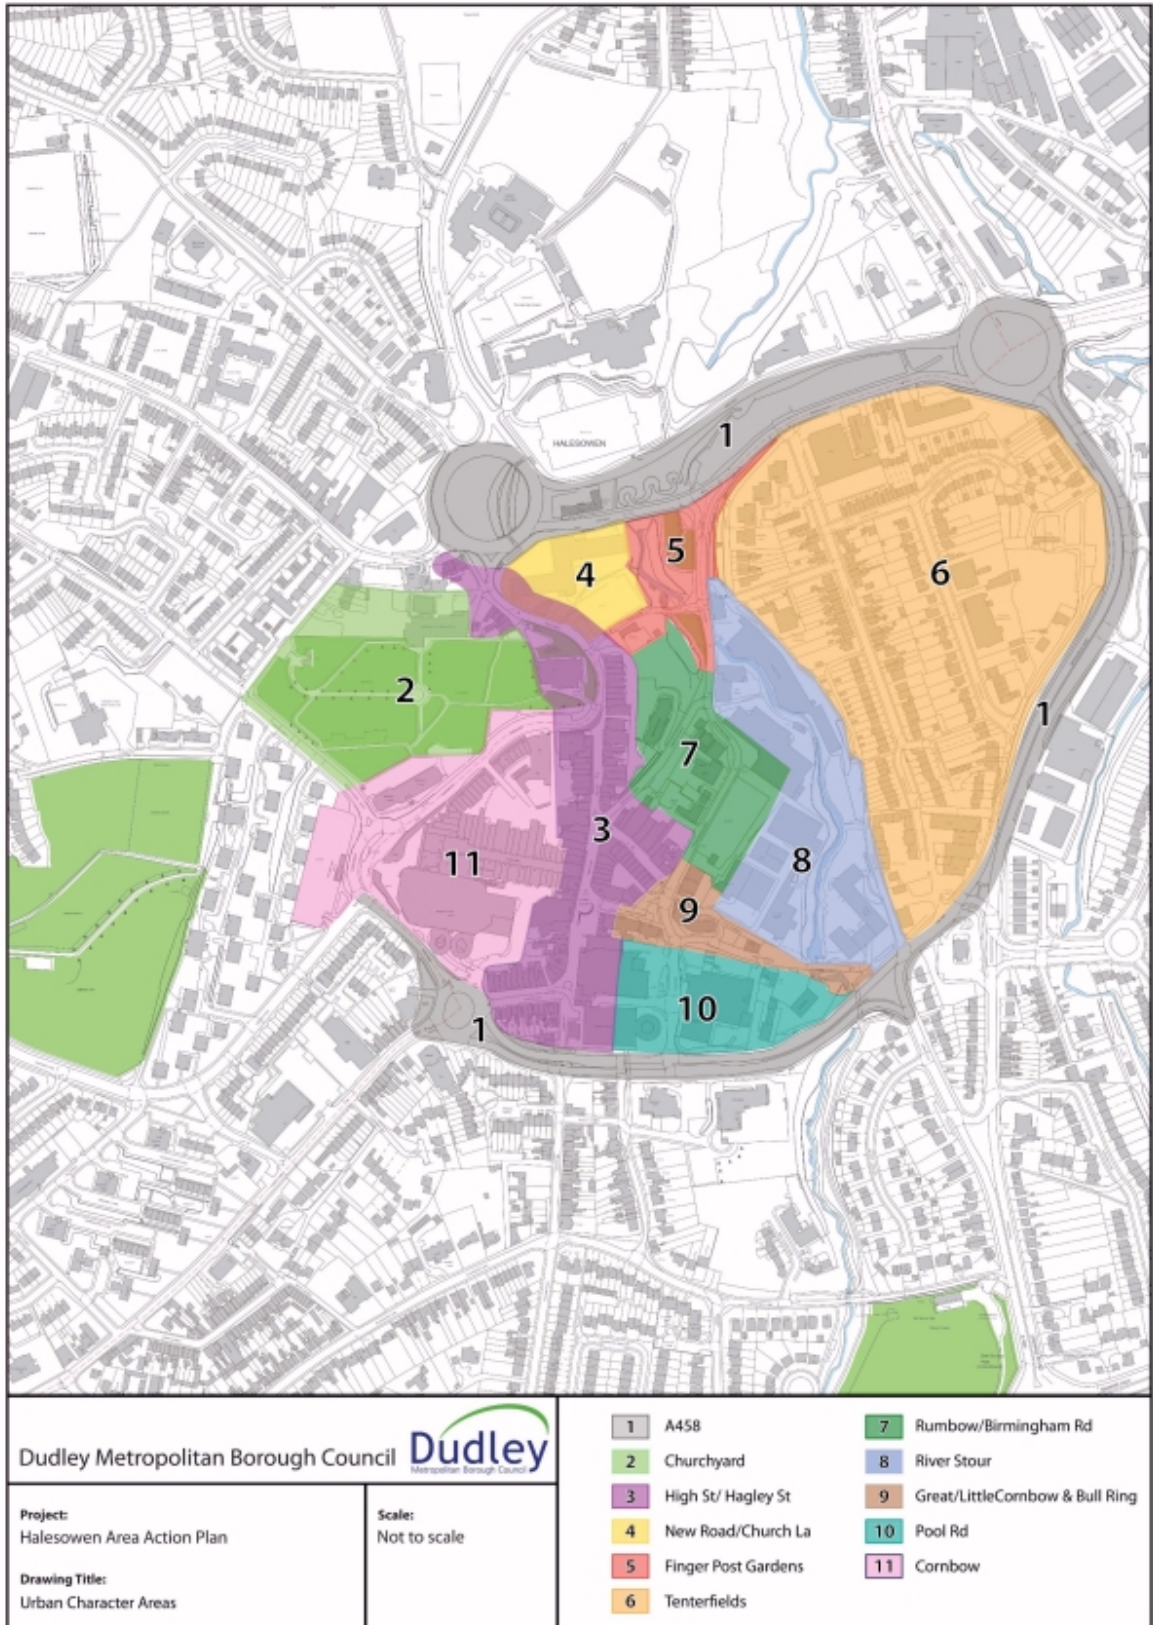 HALESOWEN
1
5
4
6
2
1
7
3
11
8
9
10
1
Dudley Metropolitan Borough Council
Dudley
Metropolitan Borough Council
Project:
Halesowen Area Action Plan
Drawing Title:
Urban Character Areas
Scale:
Not to scale
1 A458
2 Churchyard
3 High St/ Hagley St
4 New Road/Church La
5 Finger Post Gardens
6 Tenterfields
7 Rumbow/Birmingham Rd
8 River Stour
9 Great/LittleCornbow & Bull Ring
10 Pool Rd
11 Cornbow